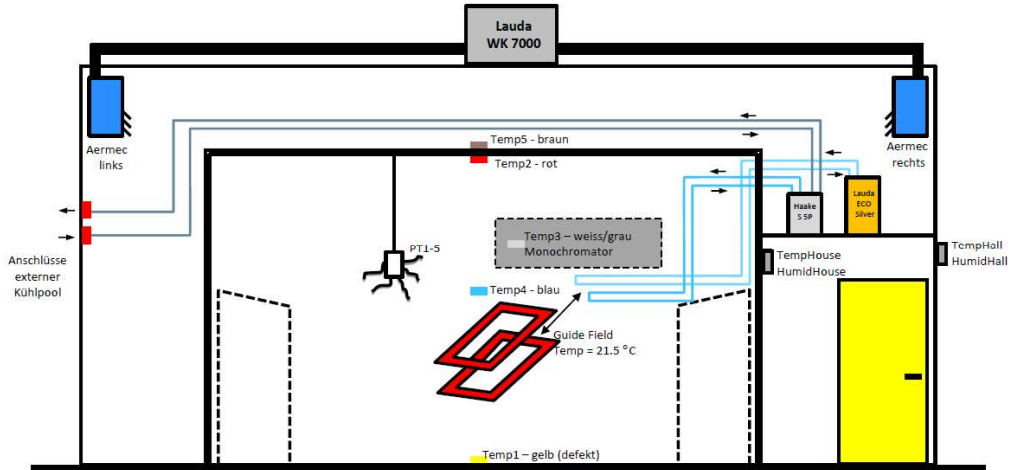 Lauda
WK 7000
Aermec
links
Aermec
rechts
Temp5 - braun
Temp2 - rot
Haake
S 5P
Lauda
ECO
Silver
Temp3 – weiss/grau
Monochromator
PT1-5
TempHouse
HumidHouse
TempHall
HumidHall
Anschlüsse
externer
Kühlpool
Temp4 - blau
Guide Field
Temp = 21.5 °C
Temp1 – gelb (defekt)